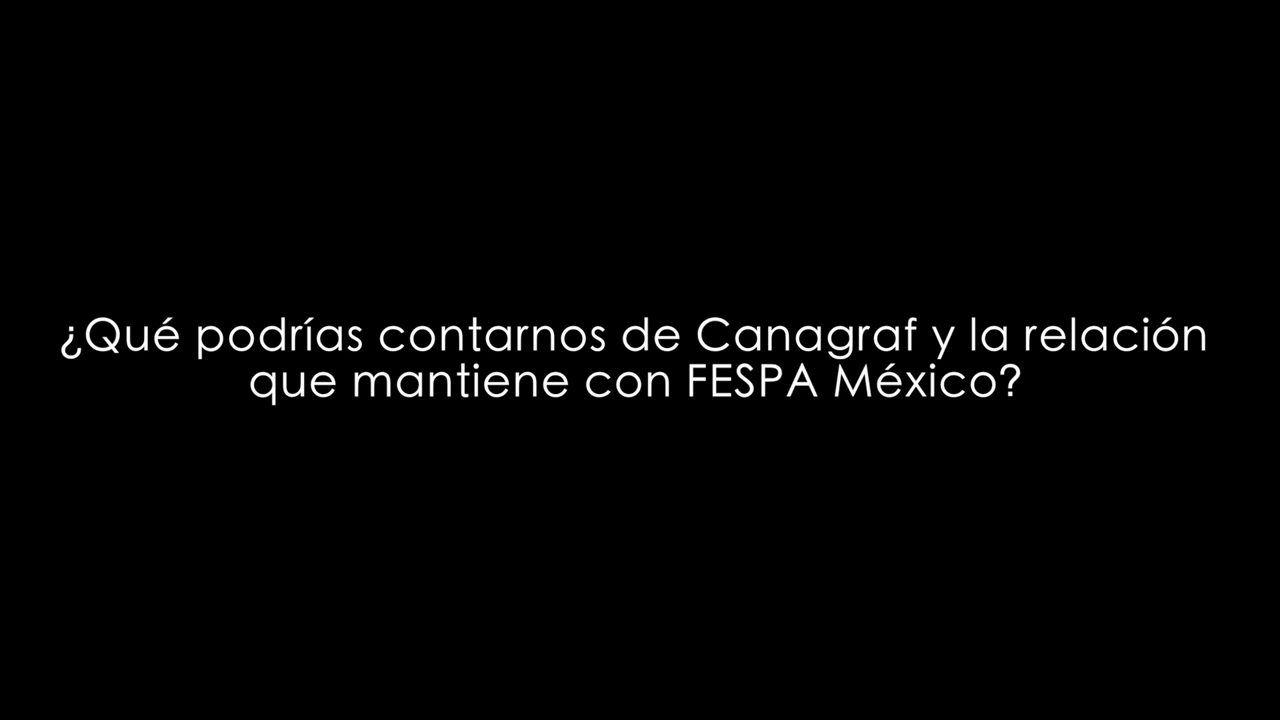 ¿Qué podrías contarnos de Canagraf y la relación
que mantiene con FESPA México?